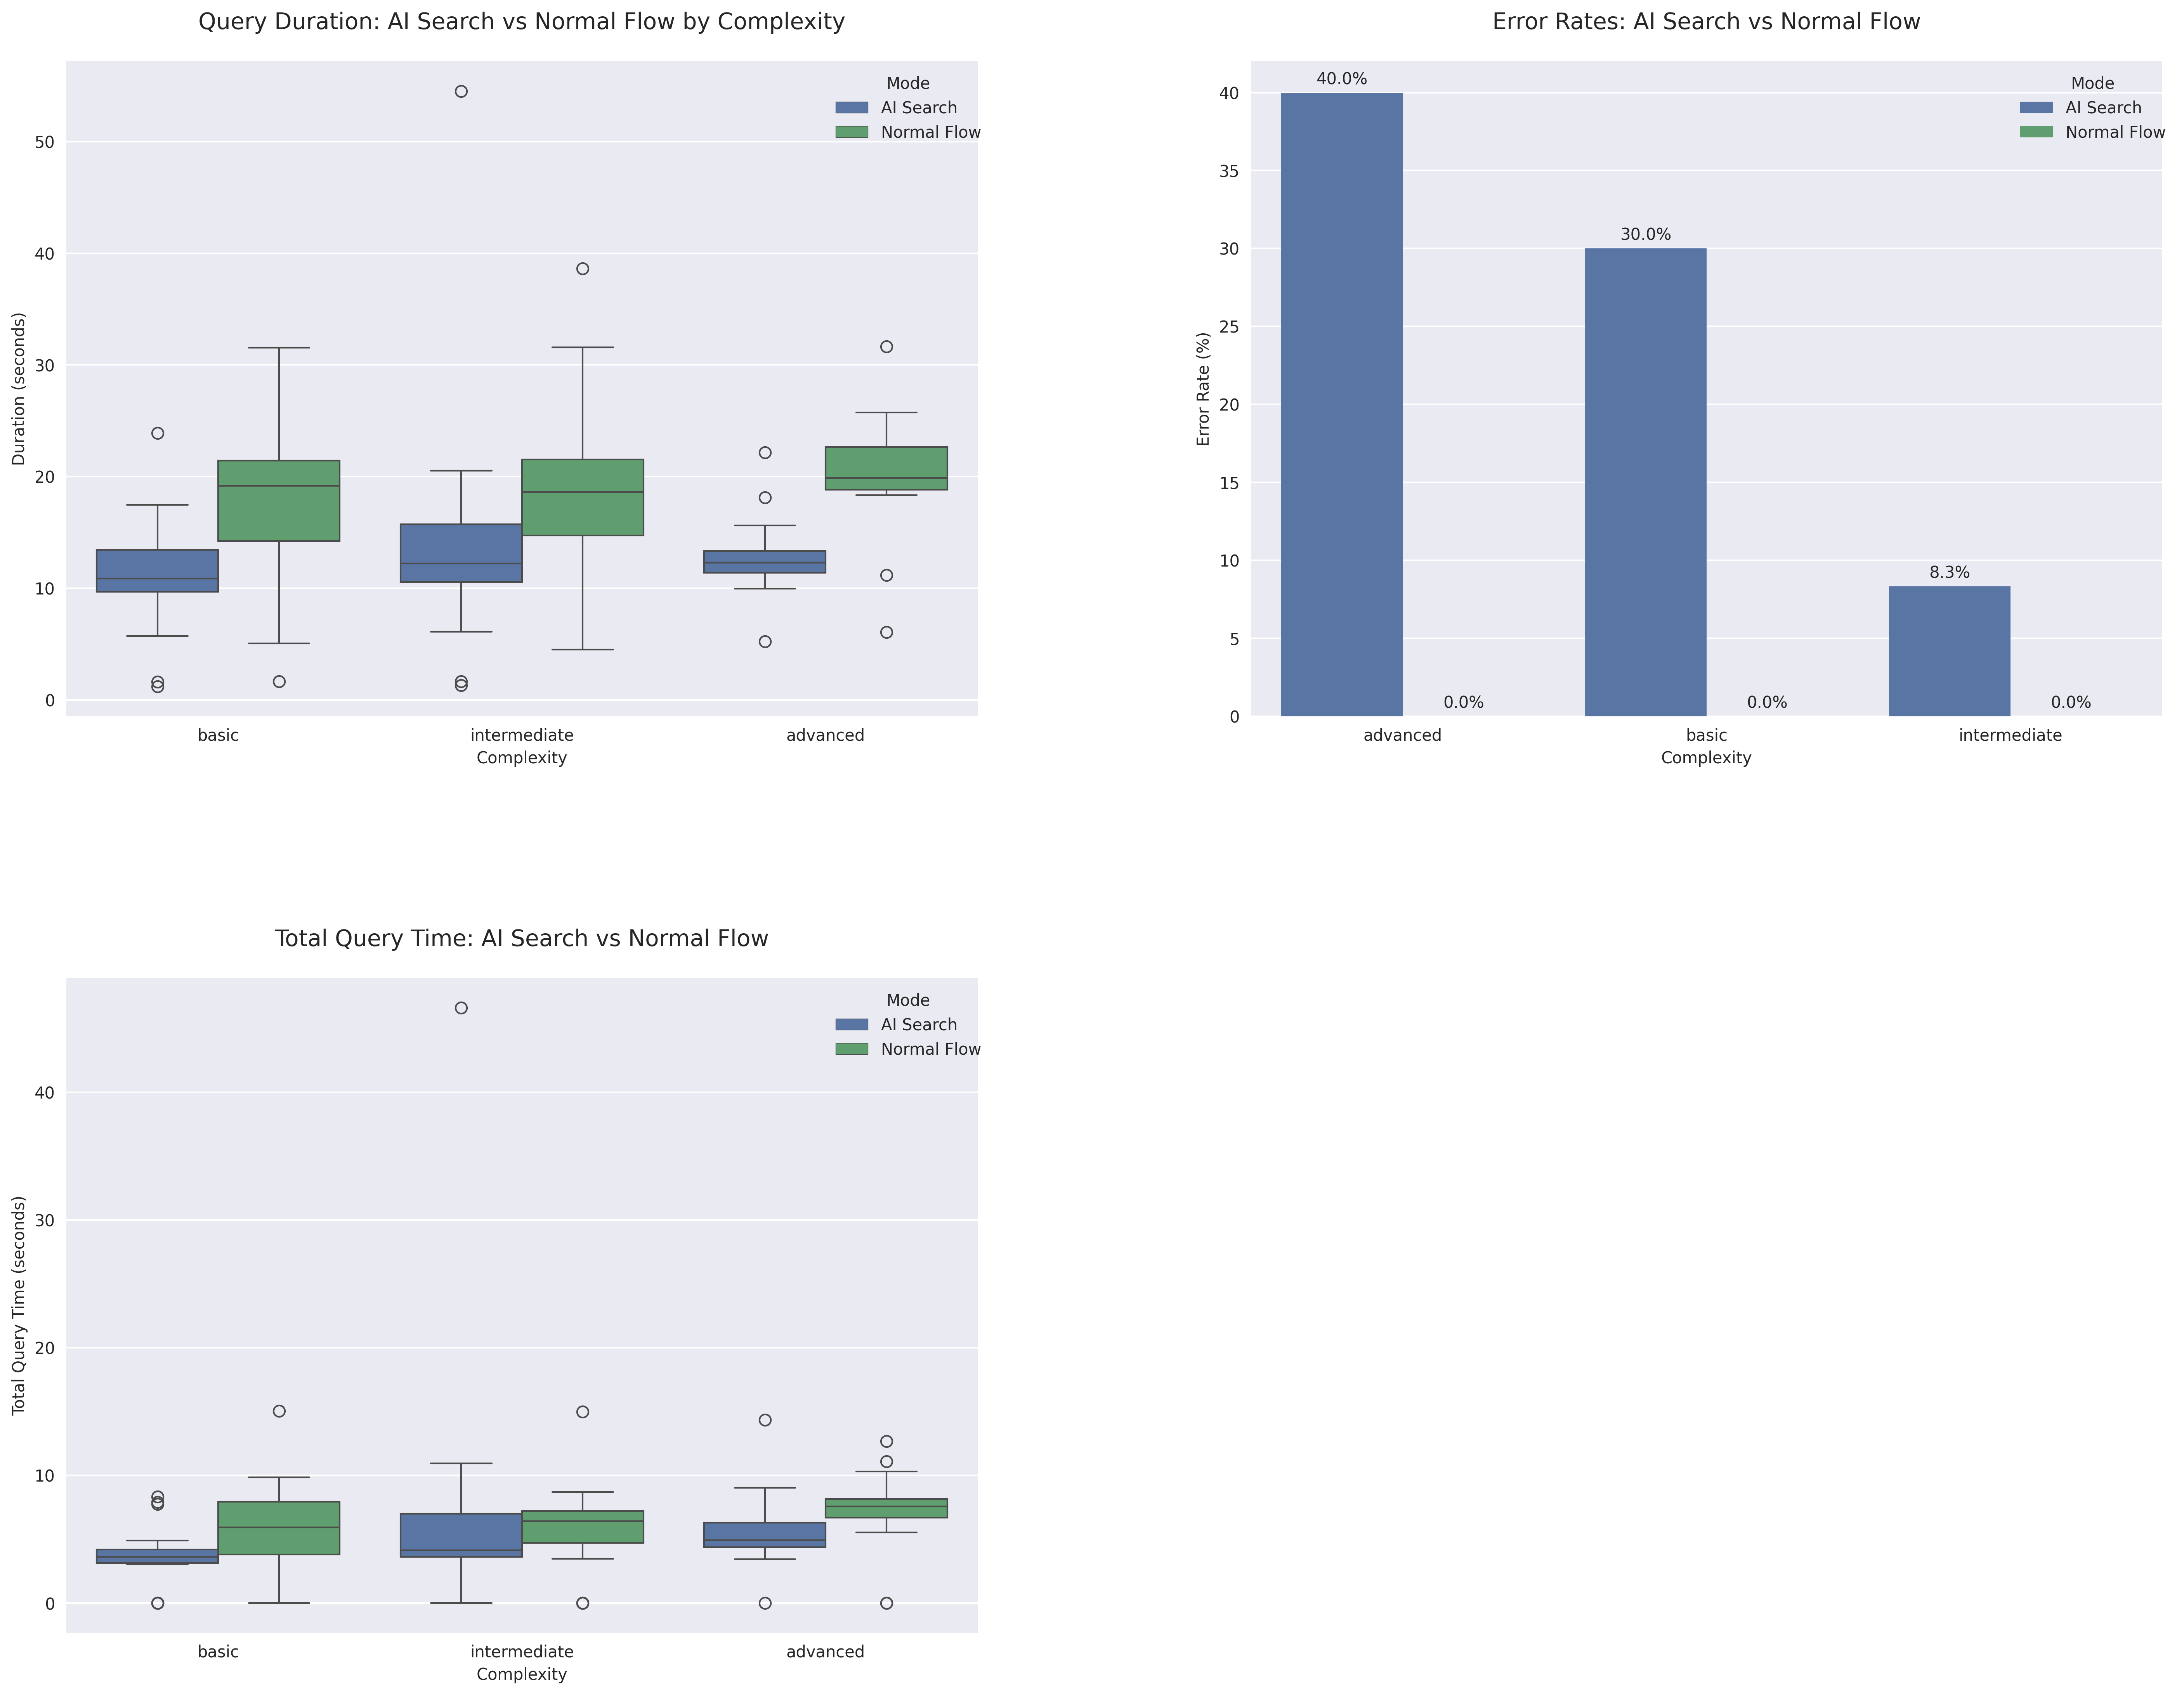 Query Duration: AI Search vs Normal Flow by Complexity
Mode
AI Search
Normal Flow
Duration (seconds)
50
40
30
20
10
0
basic
intermediate
advanced
Complexity
Error Rates: AI Search vs Normal Flow
Mode
AI Search
Normal Flow
Error Rate (%)
40
35
30
25
20
15
10
5
0
40.0%
0.0%
30.0%
0.0%
8.3%
0.0%
advanced
basic
intermediate
Complexity
Total Query Time: AI Search vs Normal Flow
Mode
AI Search
Normal Flow
Total Query Time (seconds)
40
30
20
10
0
basic
intermediate
advanced
Complexity